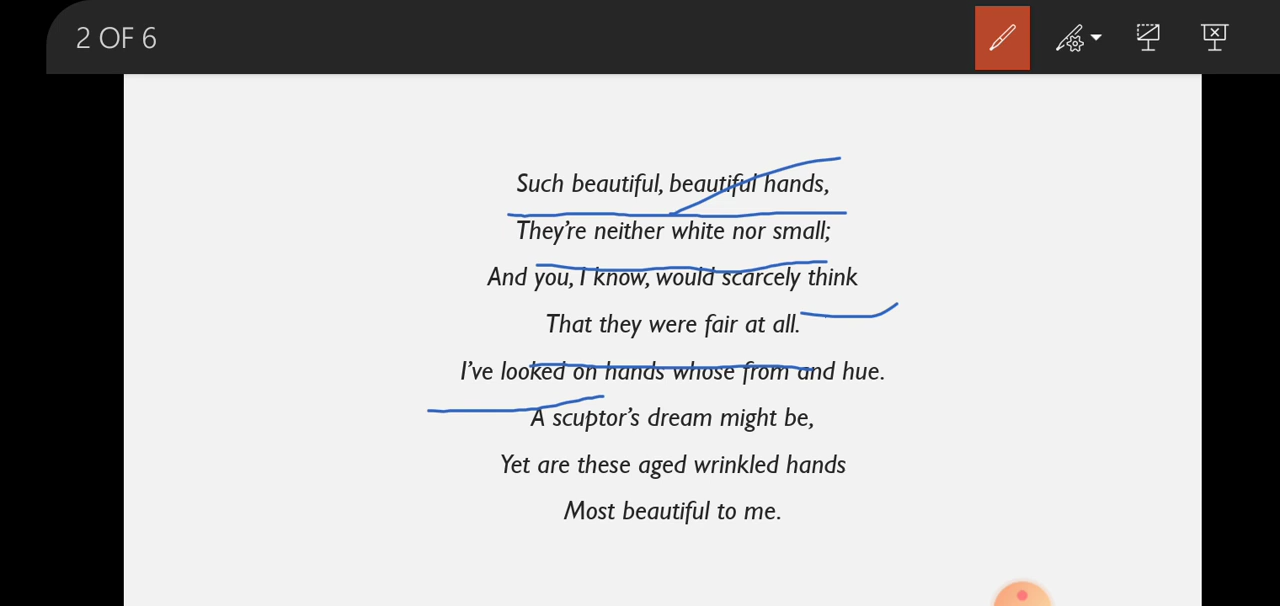 2 OF 6
Such beautiful, beautiful hands,
They're neither white nor small;
And you, I know, would scarcely think
That they were fair at all.
I've looked on hands whose from and hue.
A scuptor's dream might be,
Yet are these aged wrinkled hands
Most beautiful to me.